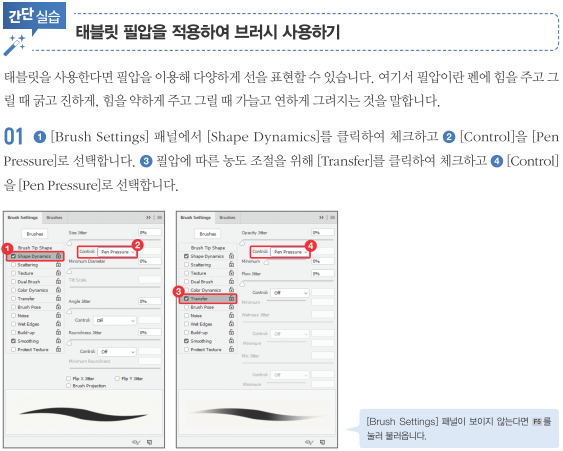 간단 실습
태블릿 필압을 적용하여 브러시 사용하기
태블릿을 사용한다면 필압을 이용해 다양하게 선을 표현할 수 있습니다. 여기서 필압이란 펜에 힘을 주고 그
릴 때 굵고 진하게, 힘을 약하게 주고 그릴 때 가늘고 연하게 그려지는 것을 말합니다.
01 ❶ [Brush Settings] 패널에서 [Shape Dynamics]를 클릭하여 체크하고 ❷ [Control]을 [Pen
Pressure]로 선택합니다. ❸ 필압에 따른 농도 조절을 위해 [Transfer]를 클릭하여 체크하고 ❹ [Control]
을 [Pen Pressure]로 선택합니다.
Brush Settings Brushes
Brushes Size Jitter 0%
Brush Tip Shape
❶ Shape Dynamics Control: Pen Pressure ❷
Scattering Minimum Diameter 0%
Texture
Dual Brush Tilt Scale
Color Dynamics
Transfer Angle Jitter 0%
Brush Pose
Noise Control: Off
Wet Edges
Build-up Roundness Jitter 0%
Smoothing
Protect Texture Control: Off
Minimum Roundness
Flip X Jitter Flip Y Jitter
Brush Projection
Brush Settings Brushes
Brushes Opacity Jitter 0%
Brush Tip Shape
Shape Dynamics Control: Pen Pressure ❹
Scattering Minimum 0%
Texture Flow Jitter 0%
Dual Brush
Color Dynamics Control: Off
❸ Transfer Minimum
Brush Pose
Noise Wetness Jitter
Wet Edges
Build-up Control: Off
Smoothing Minimum
Protect Texture Mix Jitter
Control: Off
Minimum
[Brush Settings] 패널이 보이지 않는다면 F5 를
눌러 불러옵니다.